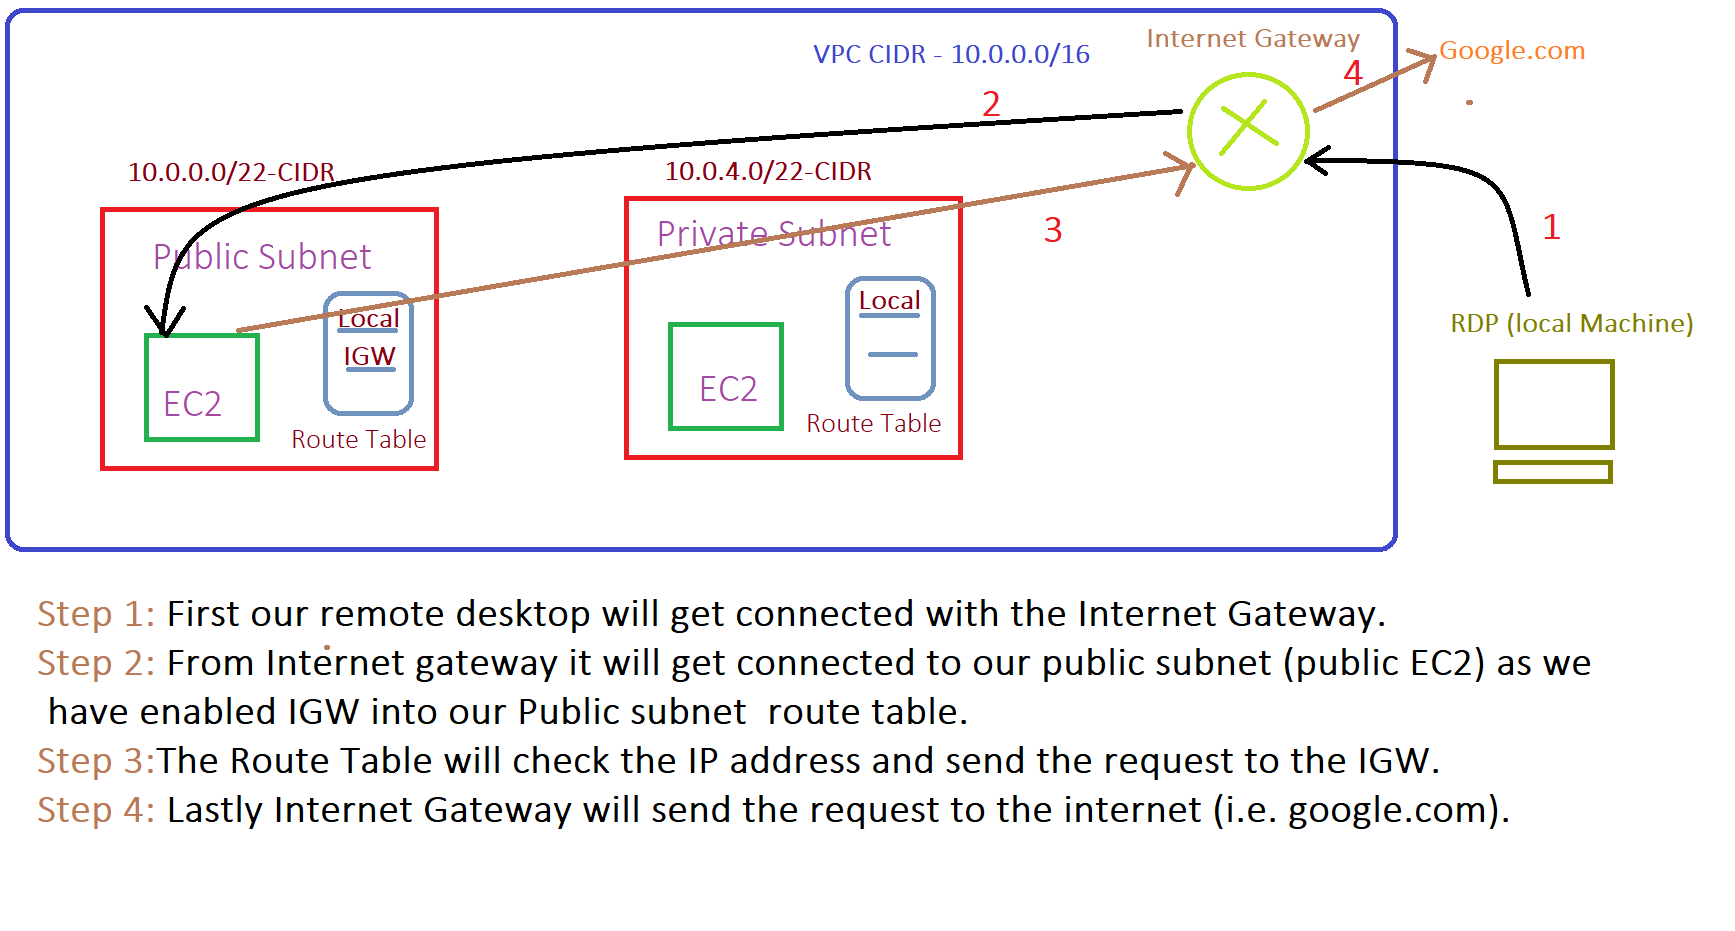 Internet Gateway
VPC CIDR - 10.0.0.0/16
4
Google.com
2
10.0.0.0/22-CIDR
10.0.4.0/22-CIDR
3
1
Public Subnet
Private Subnet
Local
IGW
Local
EC2
EC2
Route Table
Route Table
RDP (local Machine)
Step 1: First our remote desktop will get connected with the Internet Gateway.
Step 2: From Internet gateway it will get connected to our public subnet (public EC2) as we
have enabled IGW into our Public subnet route table.
Step 3:The Route Table will check the IP address and send the request to the IGW.
Step 4: Lastly Internet Gateway will send the request to the internet (i.e. google.com).